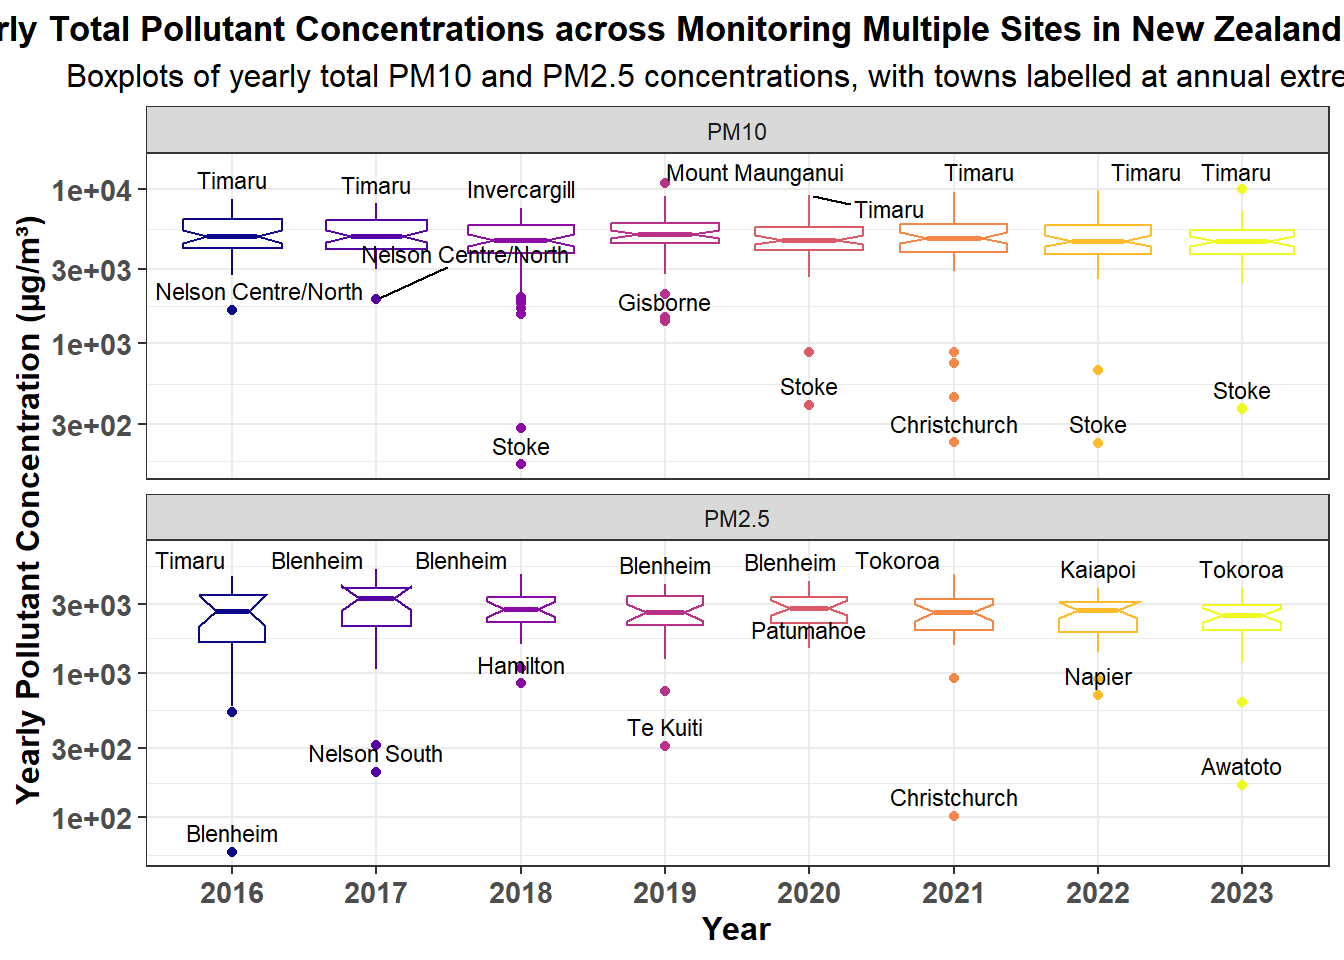 rly Total Pollutant Concentrations across Monitoring Multiple Sites in New Zealand
Boxplots of yearly total PM10 and PM2.5 concentrations, with towns labelled at annual extre
PM10
Timaru
Timaru
Invercargill
Mount Maunganui
Timaru
Timaru
Timaru
Timaru
Nelson Centre/North
Nelson Centre/North
Stoke
Gisborne
Stoke
Christchurch
Stoke
Stoke
1e+04
3e+03
1e+03
3e+02
PM2.5
Timaru
Blenheim
Blenheim
Blenheim
Blenheim
Tokoroa
Kaiapoi
Tokoroa
Blenheim
Nelson South
Hamilton
Te Kuiti
Patumahoe
Christchurch
Napier
Awatoto
3e+03
1e+03
3e+02
1e+02
Yearly Pollutant Concentration (µg/m³)
2016 2017 2018 2019 2020 2021 2022 2023
Year